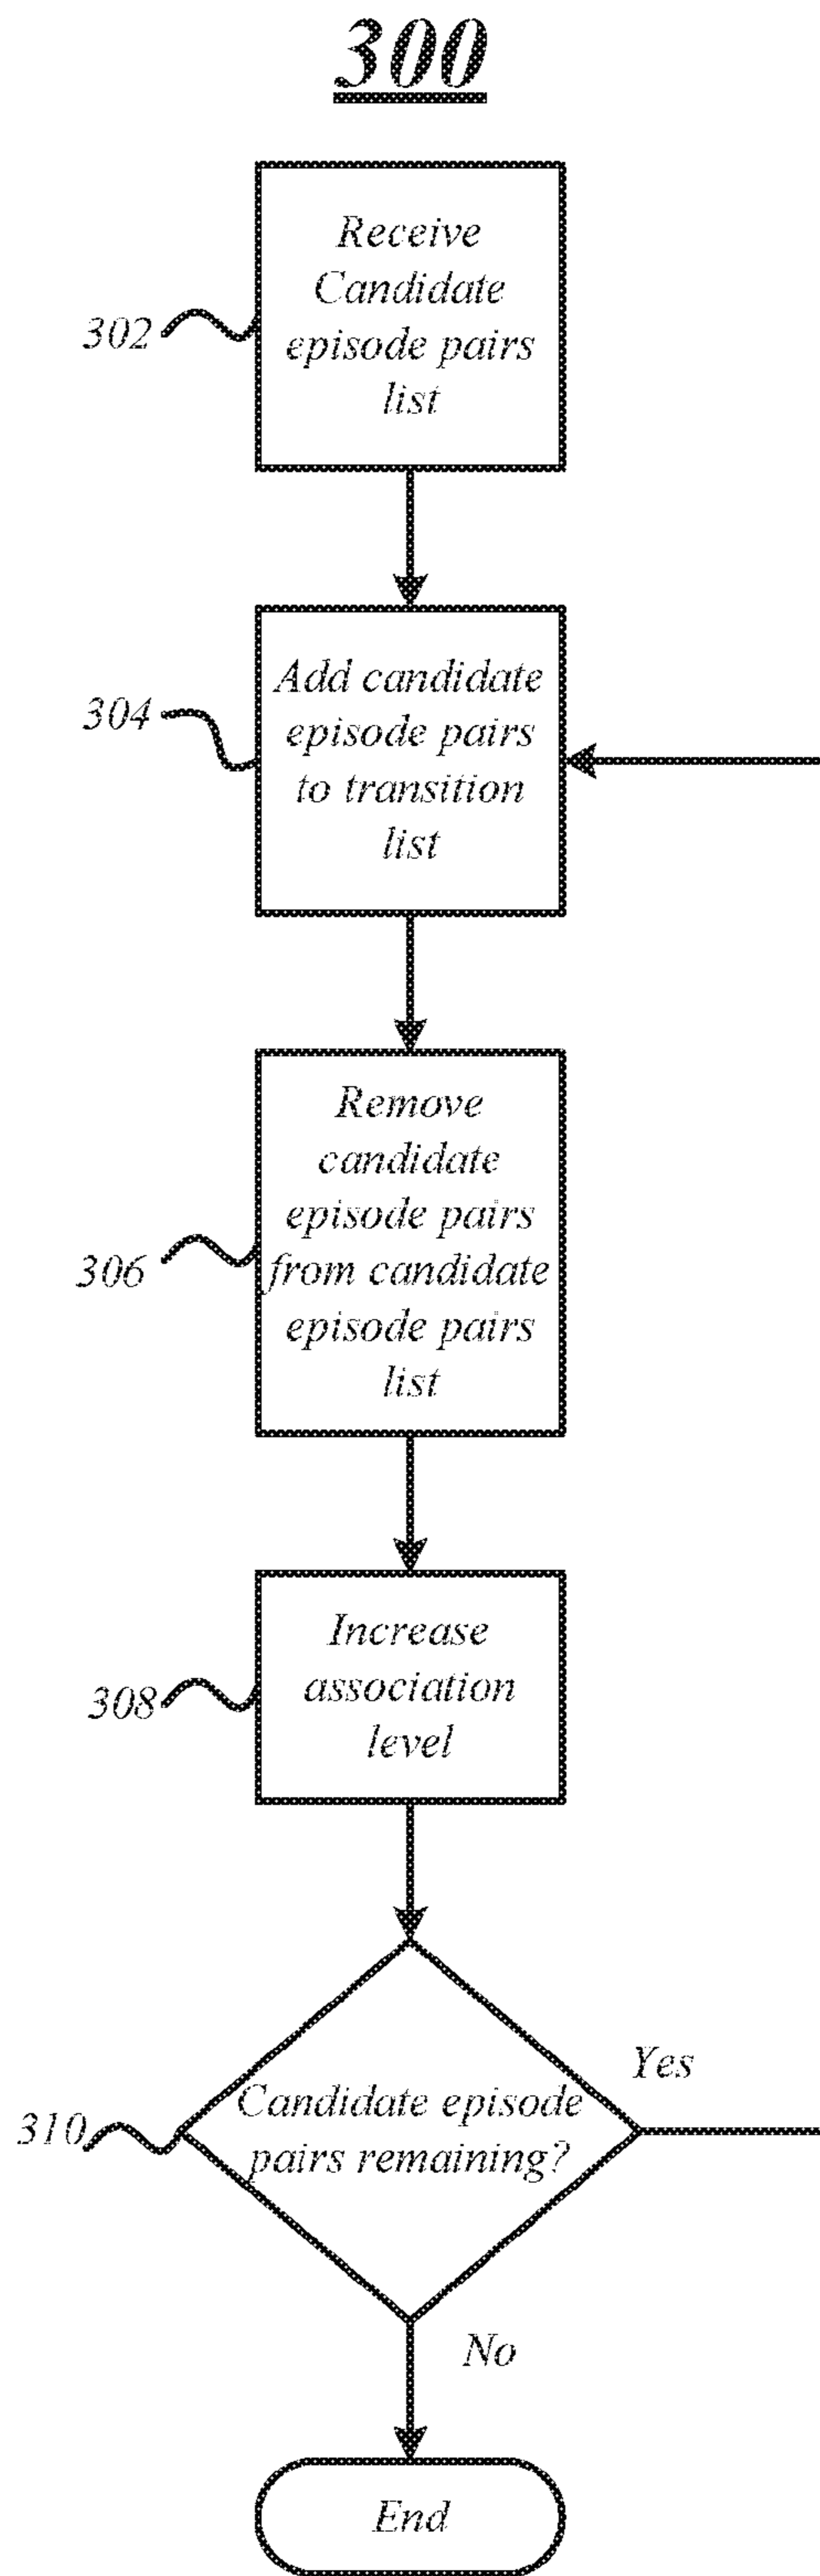 300
Receive
Candidate
episode pairs
list
302
Add candidate
episode pairs
to transition
list
304
Remove
candidate
episode pairs
from candidate
episode pairs
list
306
Increase
association
level
308
Yes
Candidate episode
pairs remaining?
310
No
End